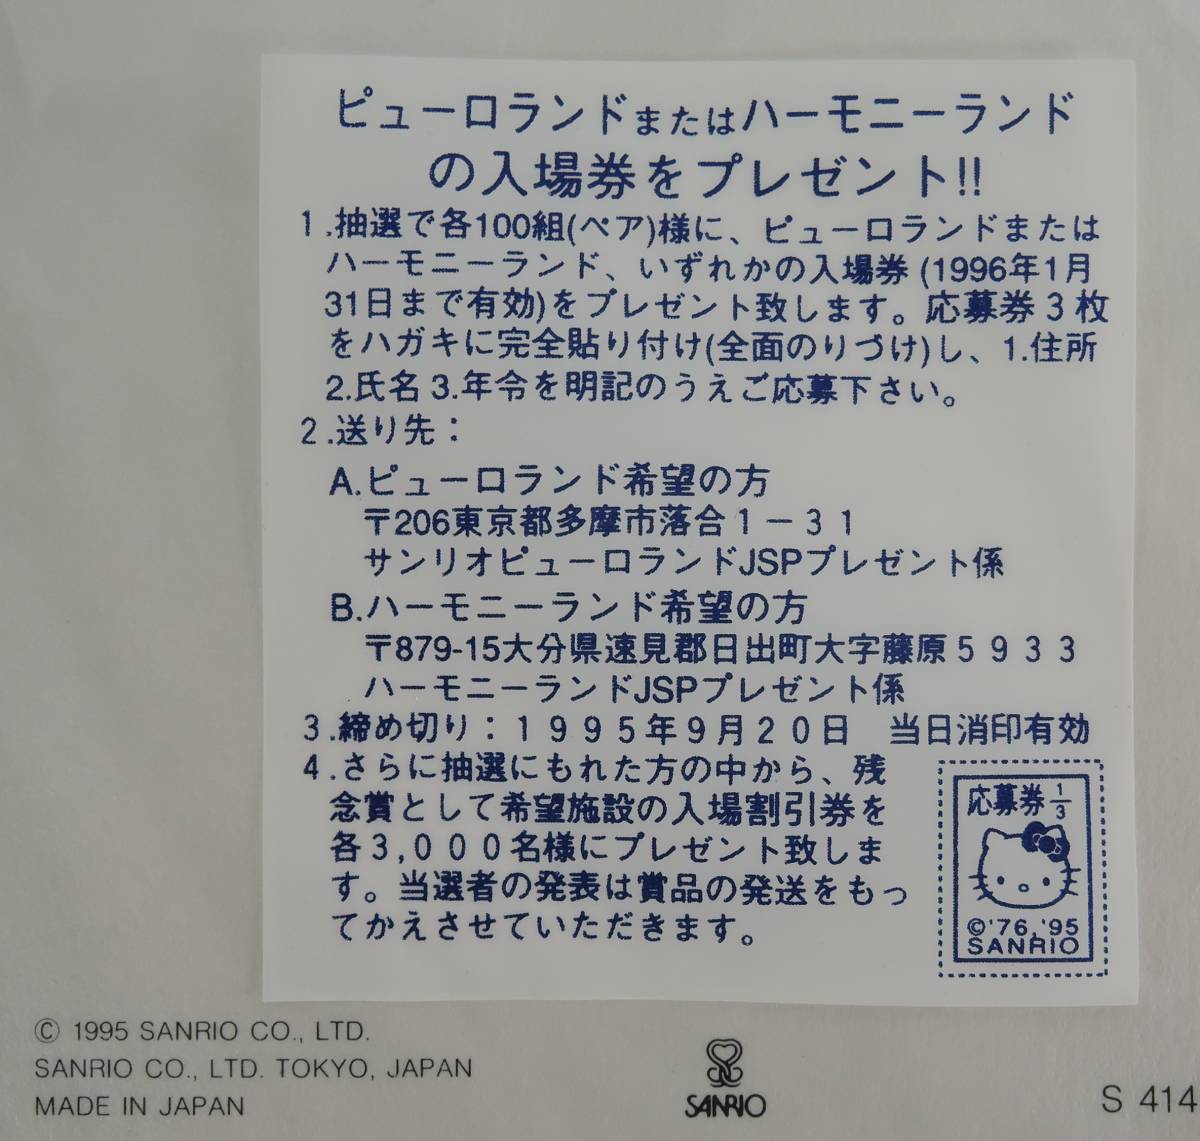 ピューロランドまたはハーモニーランド
の入場券をプレゼント!!
1.抽選で各100組(ペア)様に、ピューロランドまたは
ハーモニーランド、いずれかの入場券(1996年1月
31日まで有効)をプレゼント致します。応募券3枚
をハガキに完全貼り付け(全面のりづけ)し、1.住所
2.氏名 3.年令を明記のうえご応募下さい。
2.送り先：
A.ピューロランド希望の方
〒206東京都多摩市落合１－３１
サンリオピューロランドJSPプレゼント係
B.ハーモニーランド希望の方
〒879-15大分県速見郡日出町大字藤原５９３３
ハーモニーランドJSPプレゼント係
3.締め切り：１９９５年９月２０日　当日消印有効
4.さらに抽選にもれた方の中から、残
念賞として希望施設の入場割引券を
各３,０００名様にプレゼント致しま
す。当選者の発表は賞品の発送をもっ
てかえさせていただきます。
応募券1/3
©'76,'95
SANRIO
© 1995 SANRIO CO., LTD.
SANRIO CO., LTD. TOKYO, JAPAN
MADE IN JAPAN
SANRIO
S 414